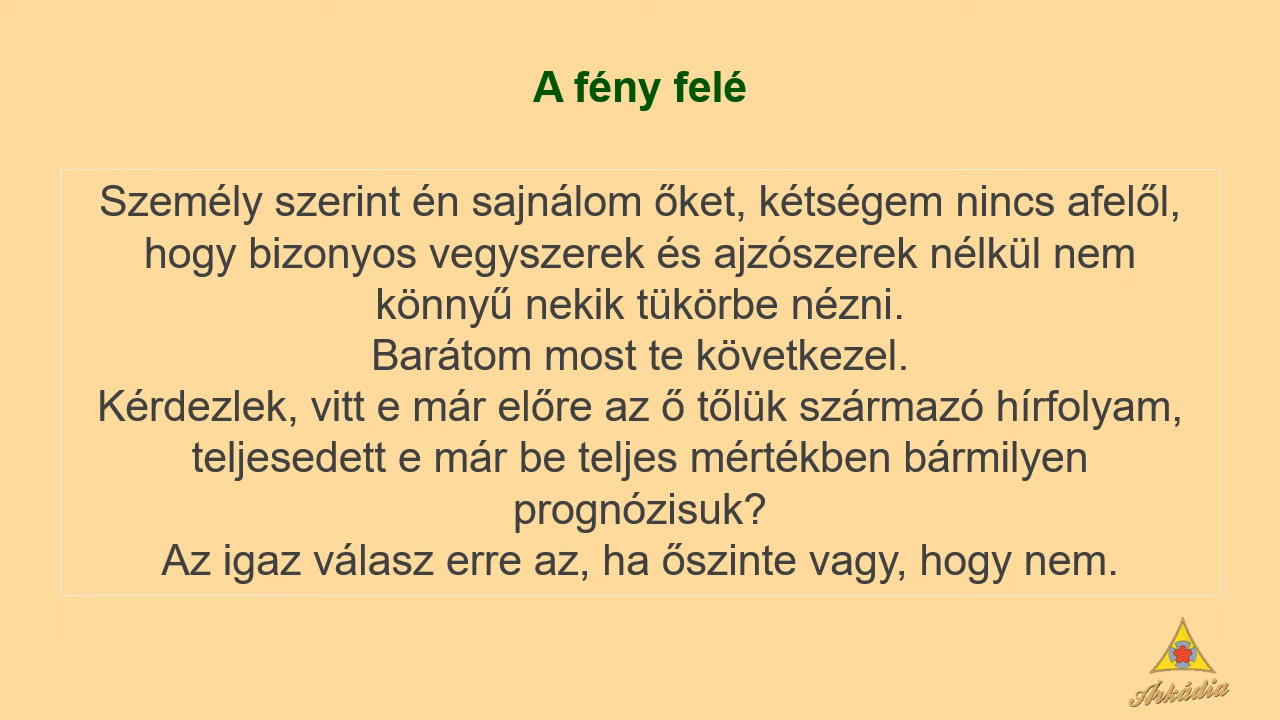 A fény felé
Személy szerint én sajnálom őket, kétségem nincs afelől,
hogy bizonyos vegyszerek és ajzószerek nélkül nem
könnyű nekik tükörbe nézni.
Barátom most te következel.
Kérdezlek, vitt e már előre az ő tőlük származó hírfolyam,
teljesedett e már be teljes mértékben bármilyen
prognózisuk?
Az igaz válasz erre az, ha őszinte vagy, hogy nem.
Árkádia